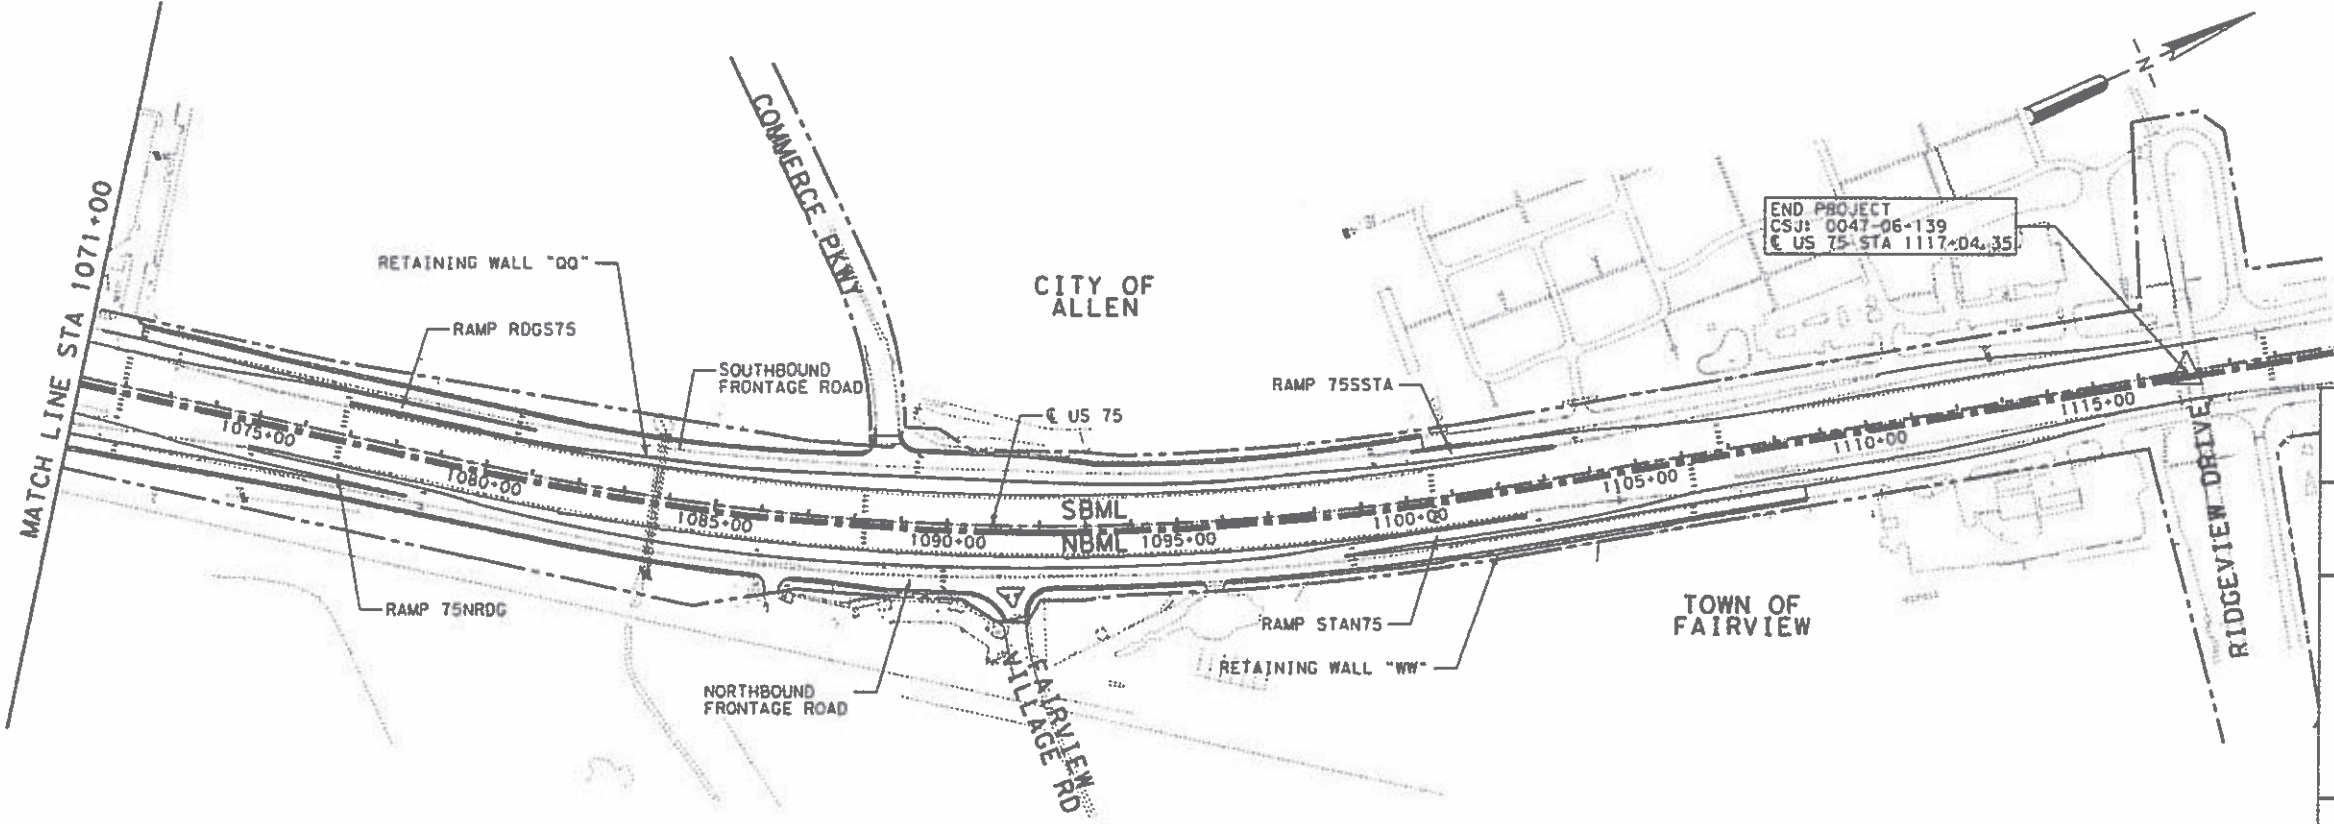 MATCH LINE STA 1071+00
RETAINING WALL "QQ"
RAMP RDGS75
SOUTHBOUND
FRONTAGE ROAD
COMMERCE PKWY
CITY OF
ALLEN
N
END PROJECT
CSJ: 0047-06-139
℄ US 75 STA 1117+04.35
RAMP 75SSTA
℄ US 75
1075+00
1080+00
1085+00
1090+00
SBML
NBML
1095+00
1100+00
1105+00
1110+00
1115+00
RAMP 75NRDG
NORTHBOUND
FRONTAGE ROAD
FAIRVIEW
VILLAGE RD
RAMP STAN75
RETAINING WALL "WW"
TOWN OF
FAIRVIEW
RIDGEVIEW DRIVE